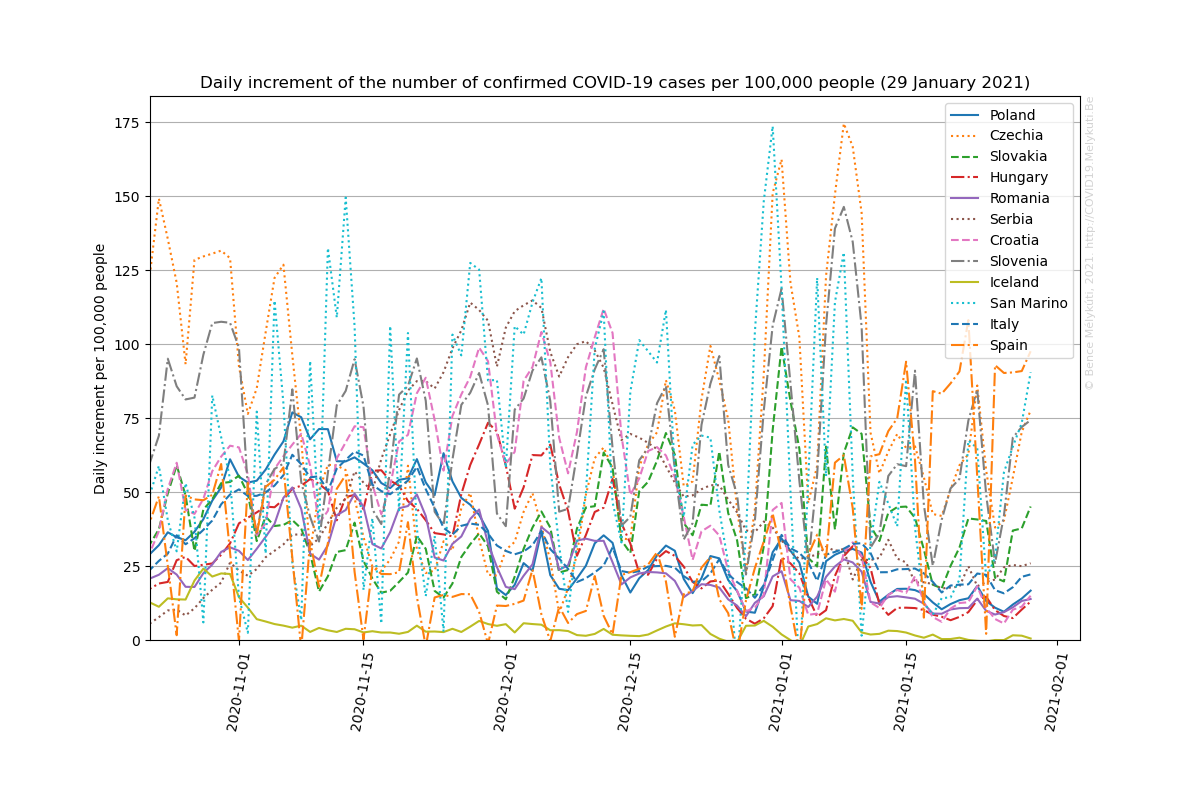 Daily increment of the number of confirmed COVID-19 cases per 100,000 people (29 January 2021)
Daily increment per 100,000 people
175
150
125
100
75
50
25
0
2020-11-01
2020-11-15
2020-12-01
2020-12-15
2021-01-01
2021-01-15
2021-02-01
Poland
Czechia
Slovakia
Hungary
Romania
Serbia
Croatia
Slovenia
Iceland
San Marino
Italy
Spain
© Bence Mélykúti, 2021  http://COVID19.Melykuti.Be